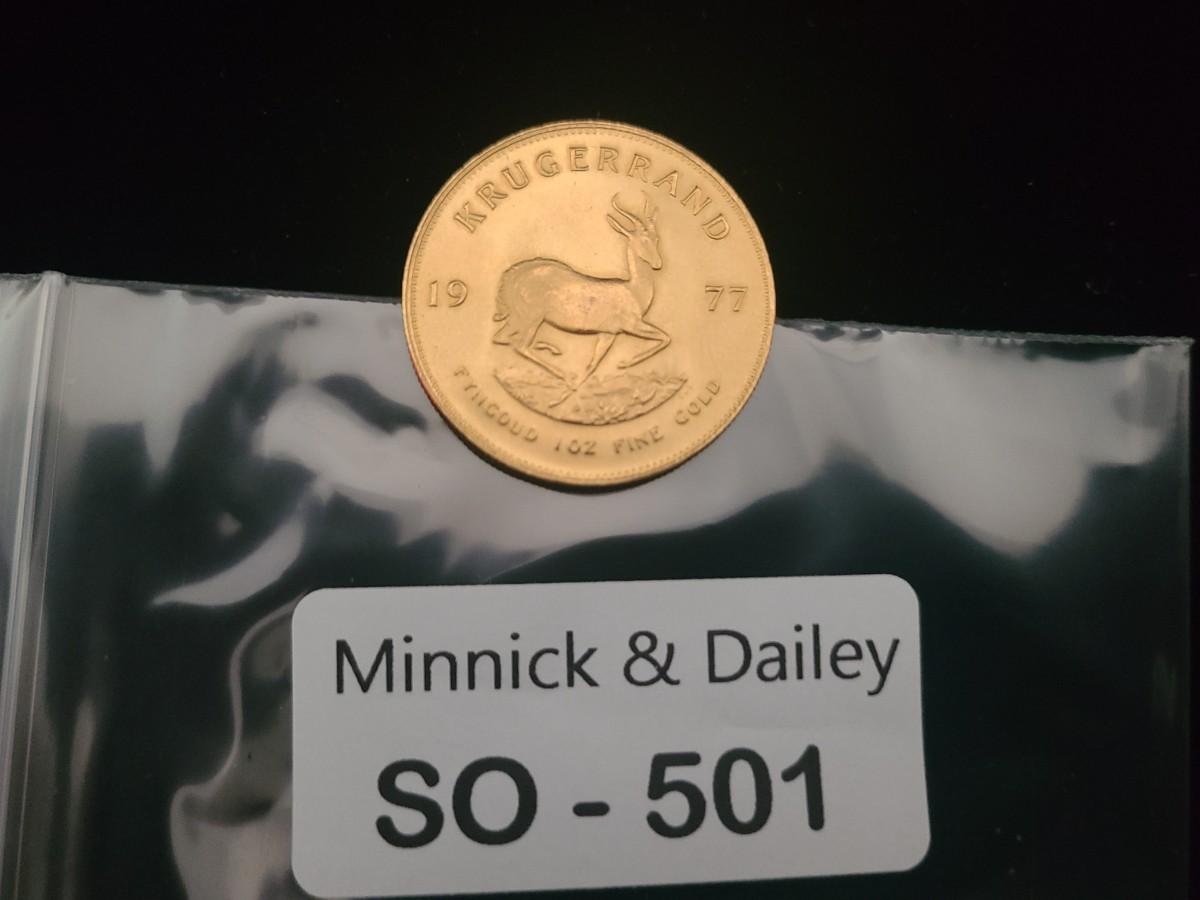 KRUGERRAND
19 77
FYNGOUD 1OZ FINE GOLD
Minnick & Dailey
SO - 501